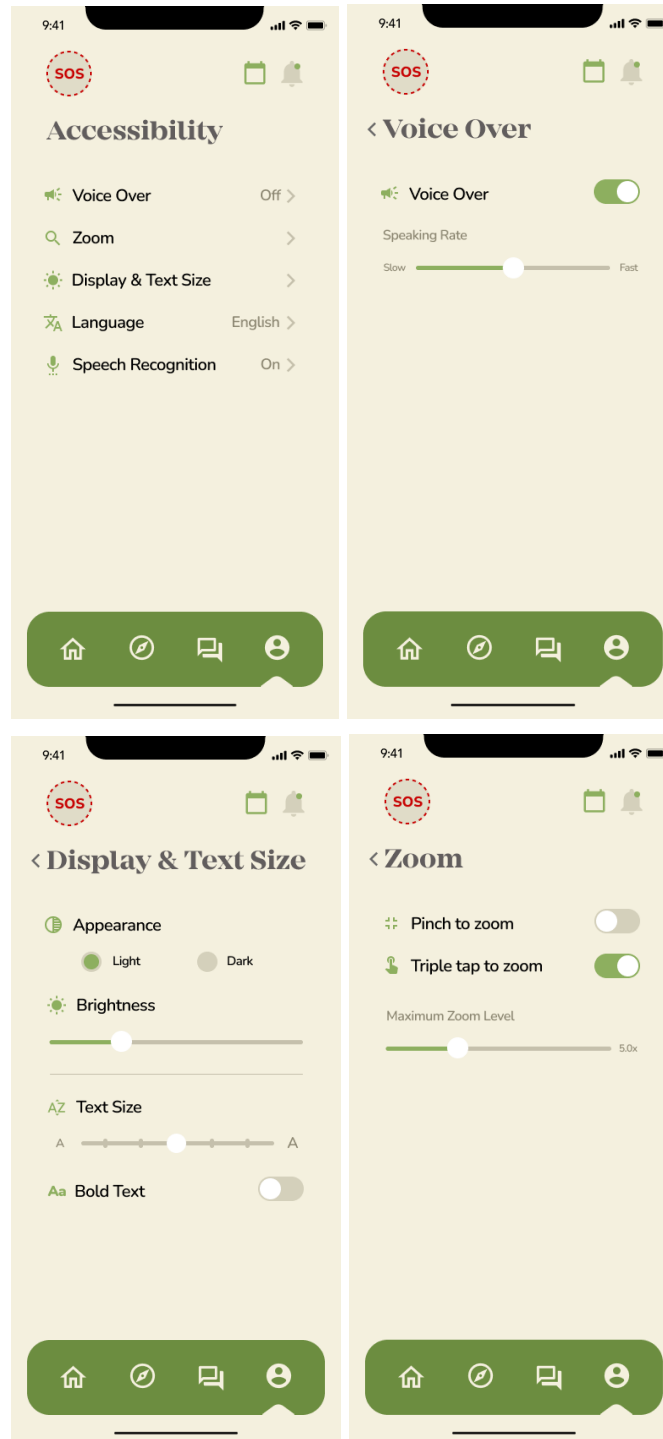 9:41
SOS
Accessibility
Voice Over Off
Zoom
Display & Text Size
Language English
Speech Recognition On
9:41
SOS
Voice Over
Voice Over
Speaking Rate
Slow Fast
9:41
SOS
Display & Text Size
Appearance
Light Dark
Brightness
AZ Text Size
A A
Aa Bold Text
9:41
SOS
Zoom
Pinch to zoom
Triple tap to zoom
Maximum Zoom Level
5.0x